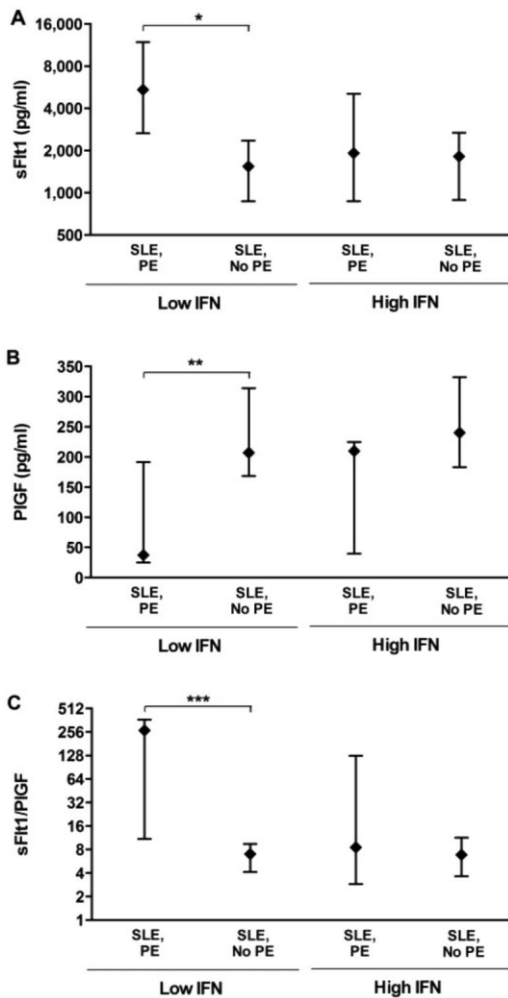 A
*
sFlt1 (pg/ml)
16,000
8,000
4,000
2,000
1,000
500
SLE, SLE, SLE, SLE,
PE No PE PE No PE
Low IFN High IFN
B
**
PlGF (pg/ml)
350
300
250
200
150
100
50
0
SLE, SLE, SLE, SLE,
PE No PE PE No PE
Low IFN High IFN
C
***
sFlt1/PlGF
512
256
128
64
32
16
8
4
2
1
SLE, SLE, SLE, SLE,
PE No PE PE No PE
Low IFN High IFN